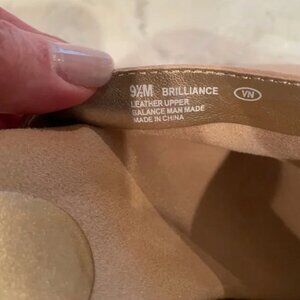 9½M BRILLIANCE VN
LEATHER UPPER
BALANCE MAN MADE
MADE IN CHINA